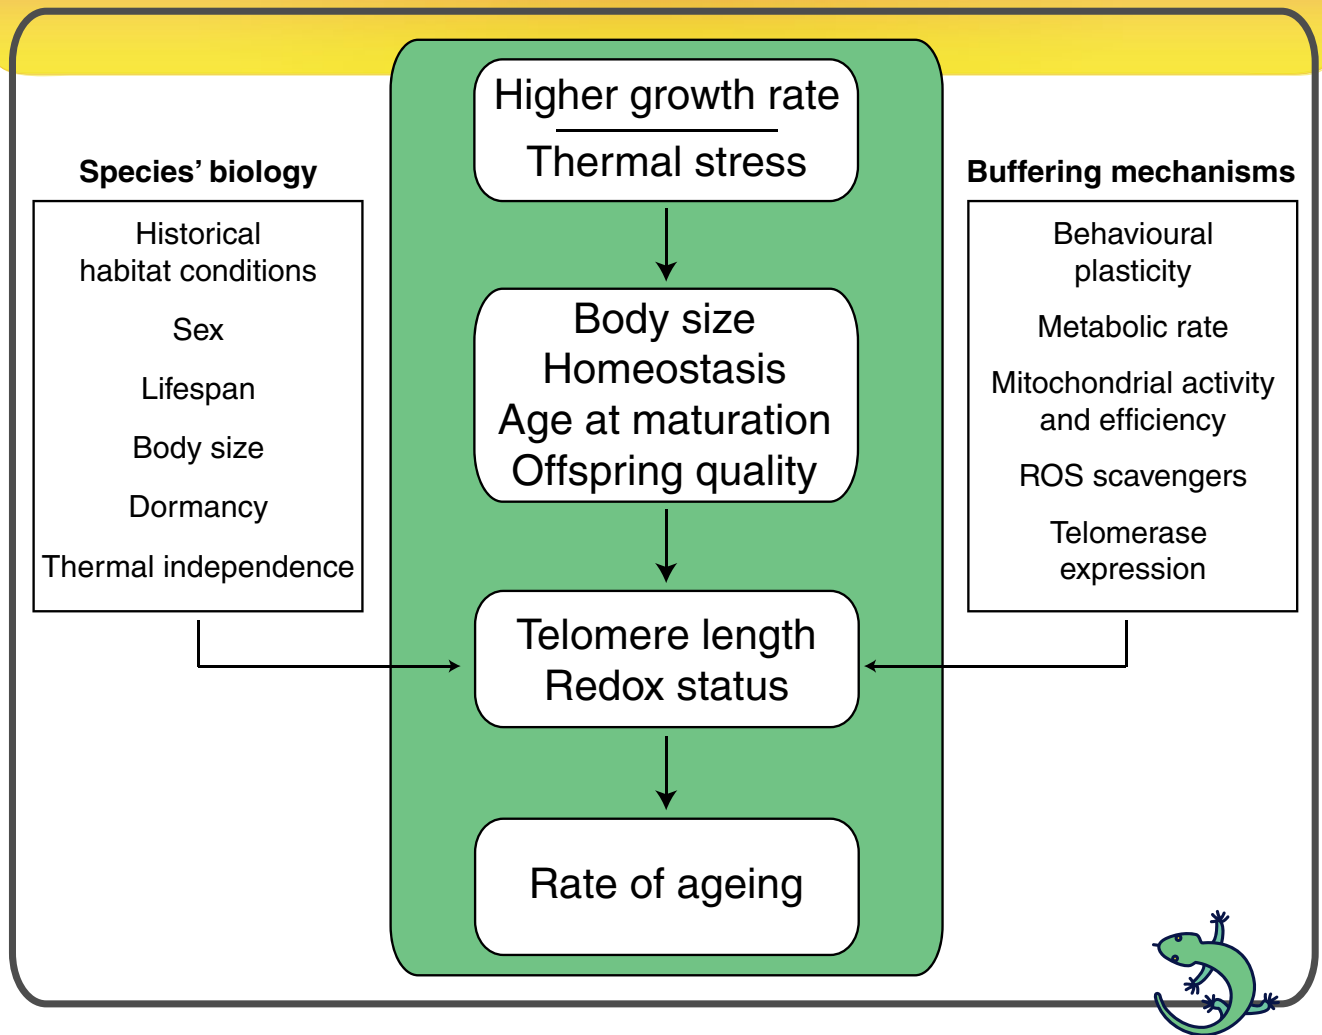 Higher growth rate
Thermal stress
Species’ biology
Historical
habitat conditions
Sex
Lifespan
Body size
Dormancy
Thermal independence
Body size
Homeostasis
Age at maturation
Offspring quality
Buffering mechanisms
Behavioural
plasticity
Metabolic rate
Mitochondrial activity
and efficiency
ROS scavengers
Telomerase
expression
Telomere length
Redox status
Rate of ageing